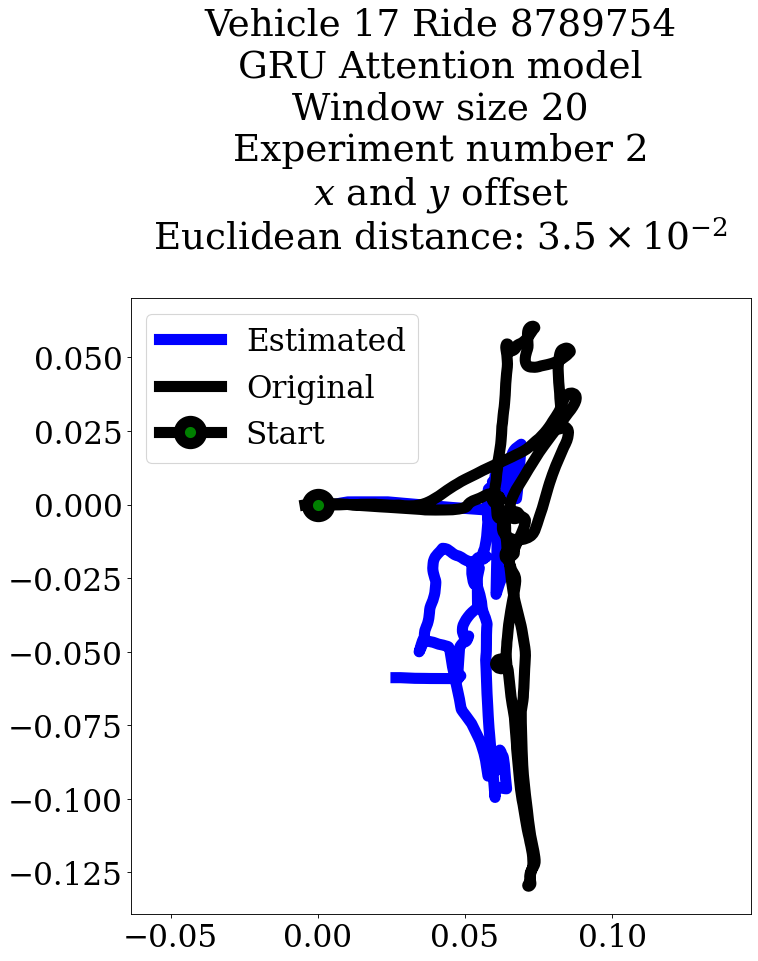 Vehicle 17 Ride 8789754
GRU Attention model
Window size 20
Experiment number 2
x and y offset
Euclidean distance: 3.5 × 10⁻²
Estimated
Original
Start
0.050
0.025
0.000
−0.025
−0.050
−0.075
−0.100
−0.125
−0.05 0.00 0.05 0.10